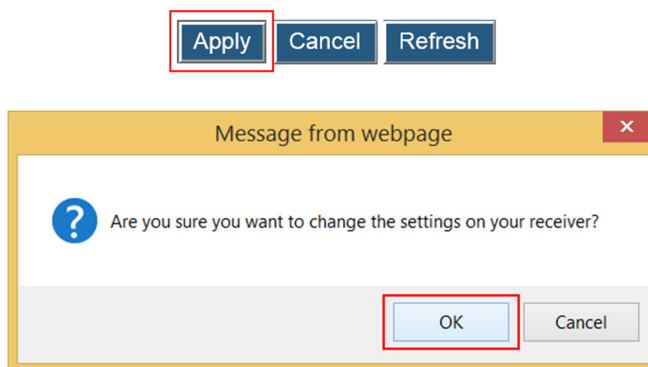 Apply Cancel Refresh
Message from webpage
Are you sure you want to change the settings on your receiver?
OK Cancel